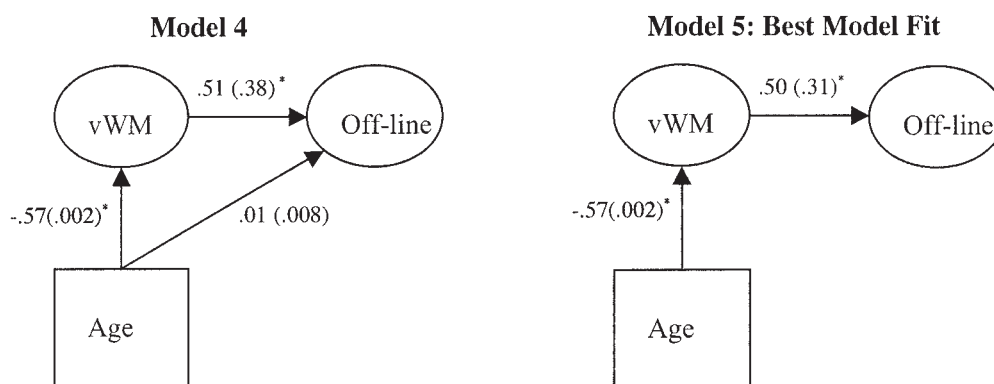 Model 4
.51 (.38)*
vWM
Off-line
-.57(.002)*
.01 (.008)
Age
Model 5: Best Model Fit
.50 (.31)*
vWM
Off-line
-.57(.002)*
Age